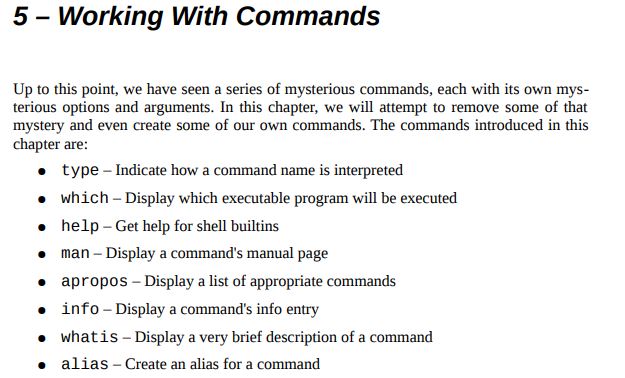 5 – Working With Commands
Up to this point, we have seen a series of mysterious commands, each with its own mys-
terious options and arguments. In this chapter, we will attempt to remove some of that
mystery and even create some of our own commands. The commands introduced in this
chapter are:
● type – Indicate how a command name is interpreted
● which – Display which executable program will be executed
● help – Get help for shell builtins
● man – Display a command's manual page
● apropos – Display a list of appropriate commands
● info – Display a command's info entry
● whatis – Display a very brief description of a command
● alias – Create an alias for a command